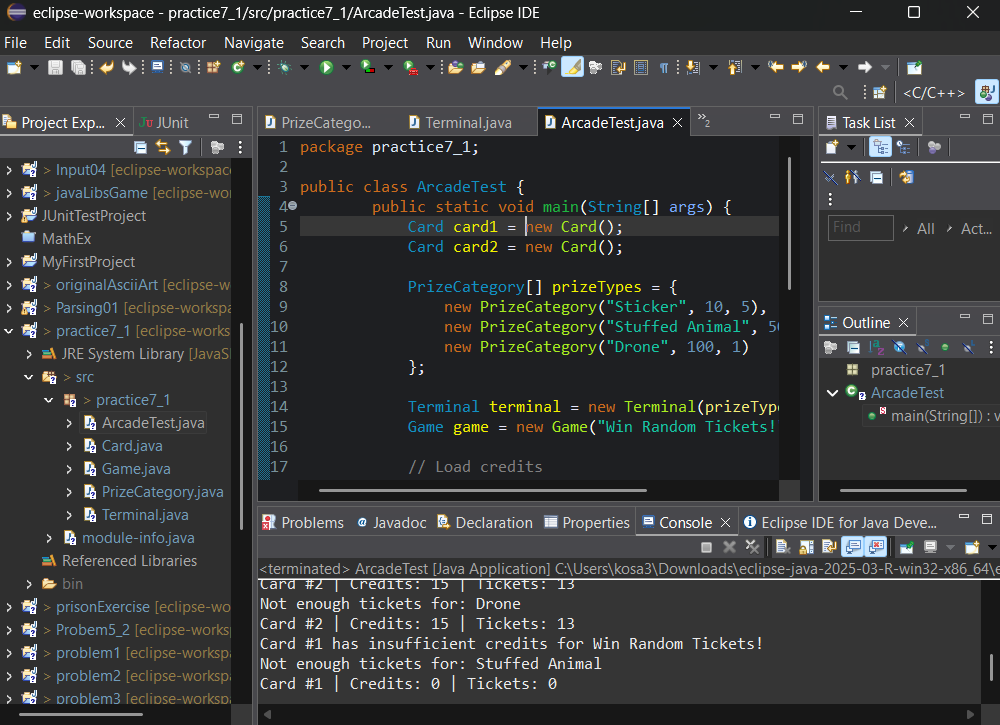 eclipse-workspace - practice7_1/src/practice7_1/ArcadeTest.java - Eclipse IDE
File Edit Source Refactor Navigate Search Project Run Window Help
<C/C++>
Project Exp...
JUnit
> Input04 [eclipse-workspace
> javaLibsGame [eclipse-wo
JUnitTestProject
MathEx
MyFirstProject
> originalAsciiArt [eclipse-w
> Parsing01 [eclipse-workspa
> practice7_1 [eclipse-works
JRE System Library [JavaS
> src
> practice7_1
ArcadeTest.java
Card.java
Game.java
PrizeCategory.java
Terminal.java
module-info.java
Referenced Libraries
bin
> prisonExercise [eclipse-wo
> Probem5_2 [eclipse-works
> problem1 [eclipse-workspa
> problem2 [eclipse-workspa
> problem3 [eclipse-workspa
PrizeCatego... Terminal.java ArcadeTest.java »2
1 package practice7_1;
2
3 public class ArcadeTest {
4 public static void main(String[] args) {
5 Card card1 = new Card();
6 Card card2 = new Card();
7
8 PrizeCategory[] prizeTypes = {
9 new PrizeCategory("Sticker", 10, 5),
10 new PrizeCategory("Stuffed Animal", 50
11 new PrizeCategory("Drone", 100, 1)
12 };
13
14 Terminal terminal = new Terminal(prizeTyp
15 Game game = new Game("Win Random Tickets!
16
17 // Load credits
Task List
Find
All
Act...
Outline
practice7_1
ArcadeTest
main(String[]) : v
Problems Javadoc Declaration Properties Console Eclipse IDE for Java Deve...
<terminated> ArcadeTest [Java Application] C:\Users\kosa3\Downloads\eclipse-java-2025-03-R-win32-x86_64\e
Card #2 | Credits: 15 | Tickets: 13
Not enough tickets for: Drone
Card #2 | Credits: 15 | Tickets: 13
Card #1 has insufficient credits for Win Random Tickets!
Not enough tickets for: Stuffed Animal
Card #1 | Credits: 0 | Tickets: 0